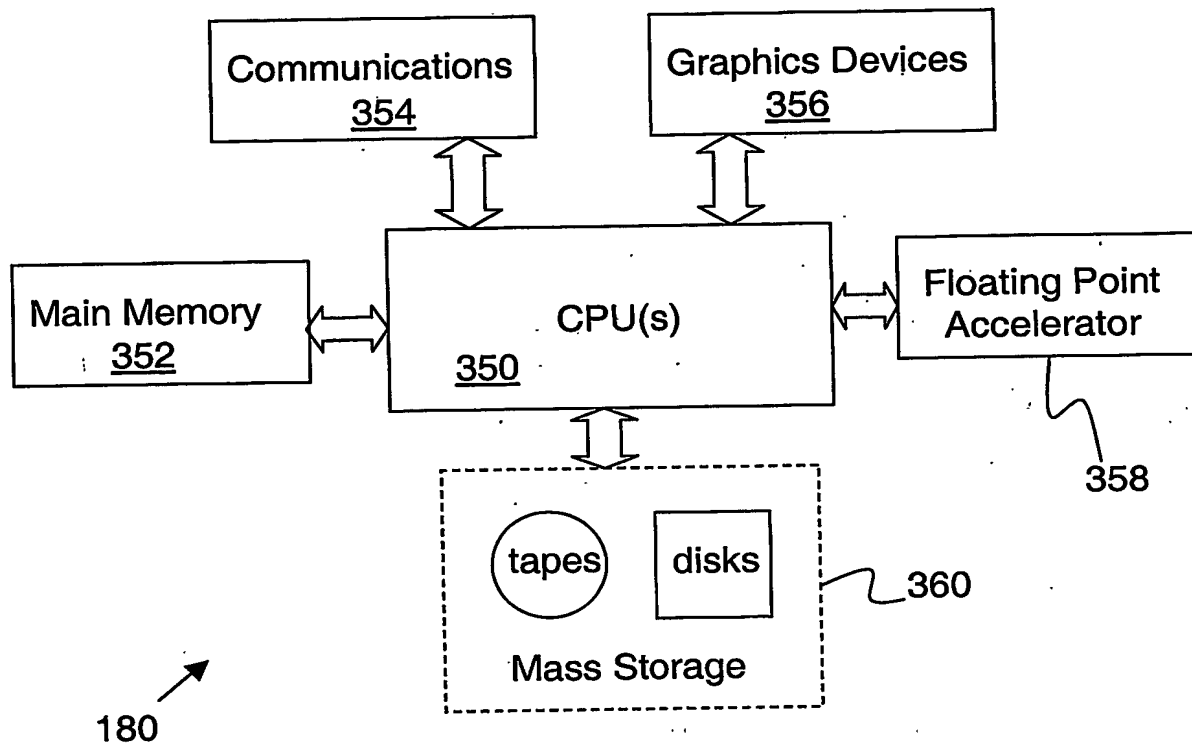 Communications
354
Graphics Devices
356
Main Memory
352
CPU(s)
350
Floating Point
Accelerator
358
tapes
disks
360
Mass Storage
180